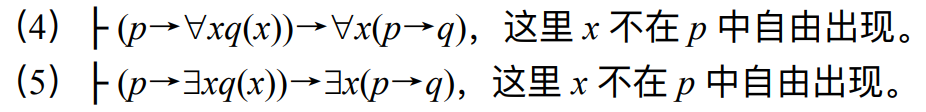 (4) ├ (p→∀xq(x))→∀x(p→q)，这里 x 不在 p 中自由出现。
(5) ├ (p→∃xq(x))→∃x(p→q)，这里 x 不在 p 中自由出现。